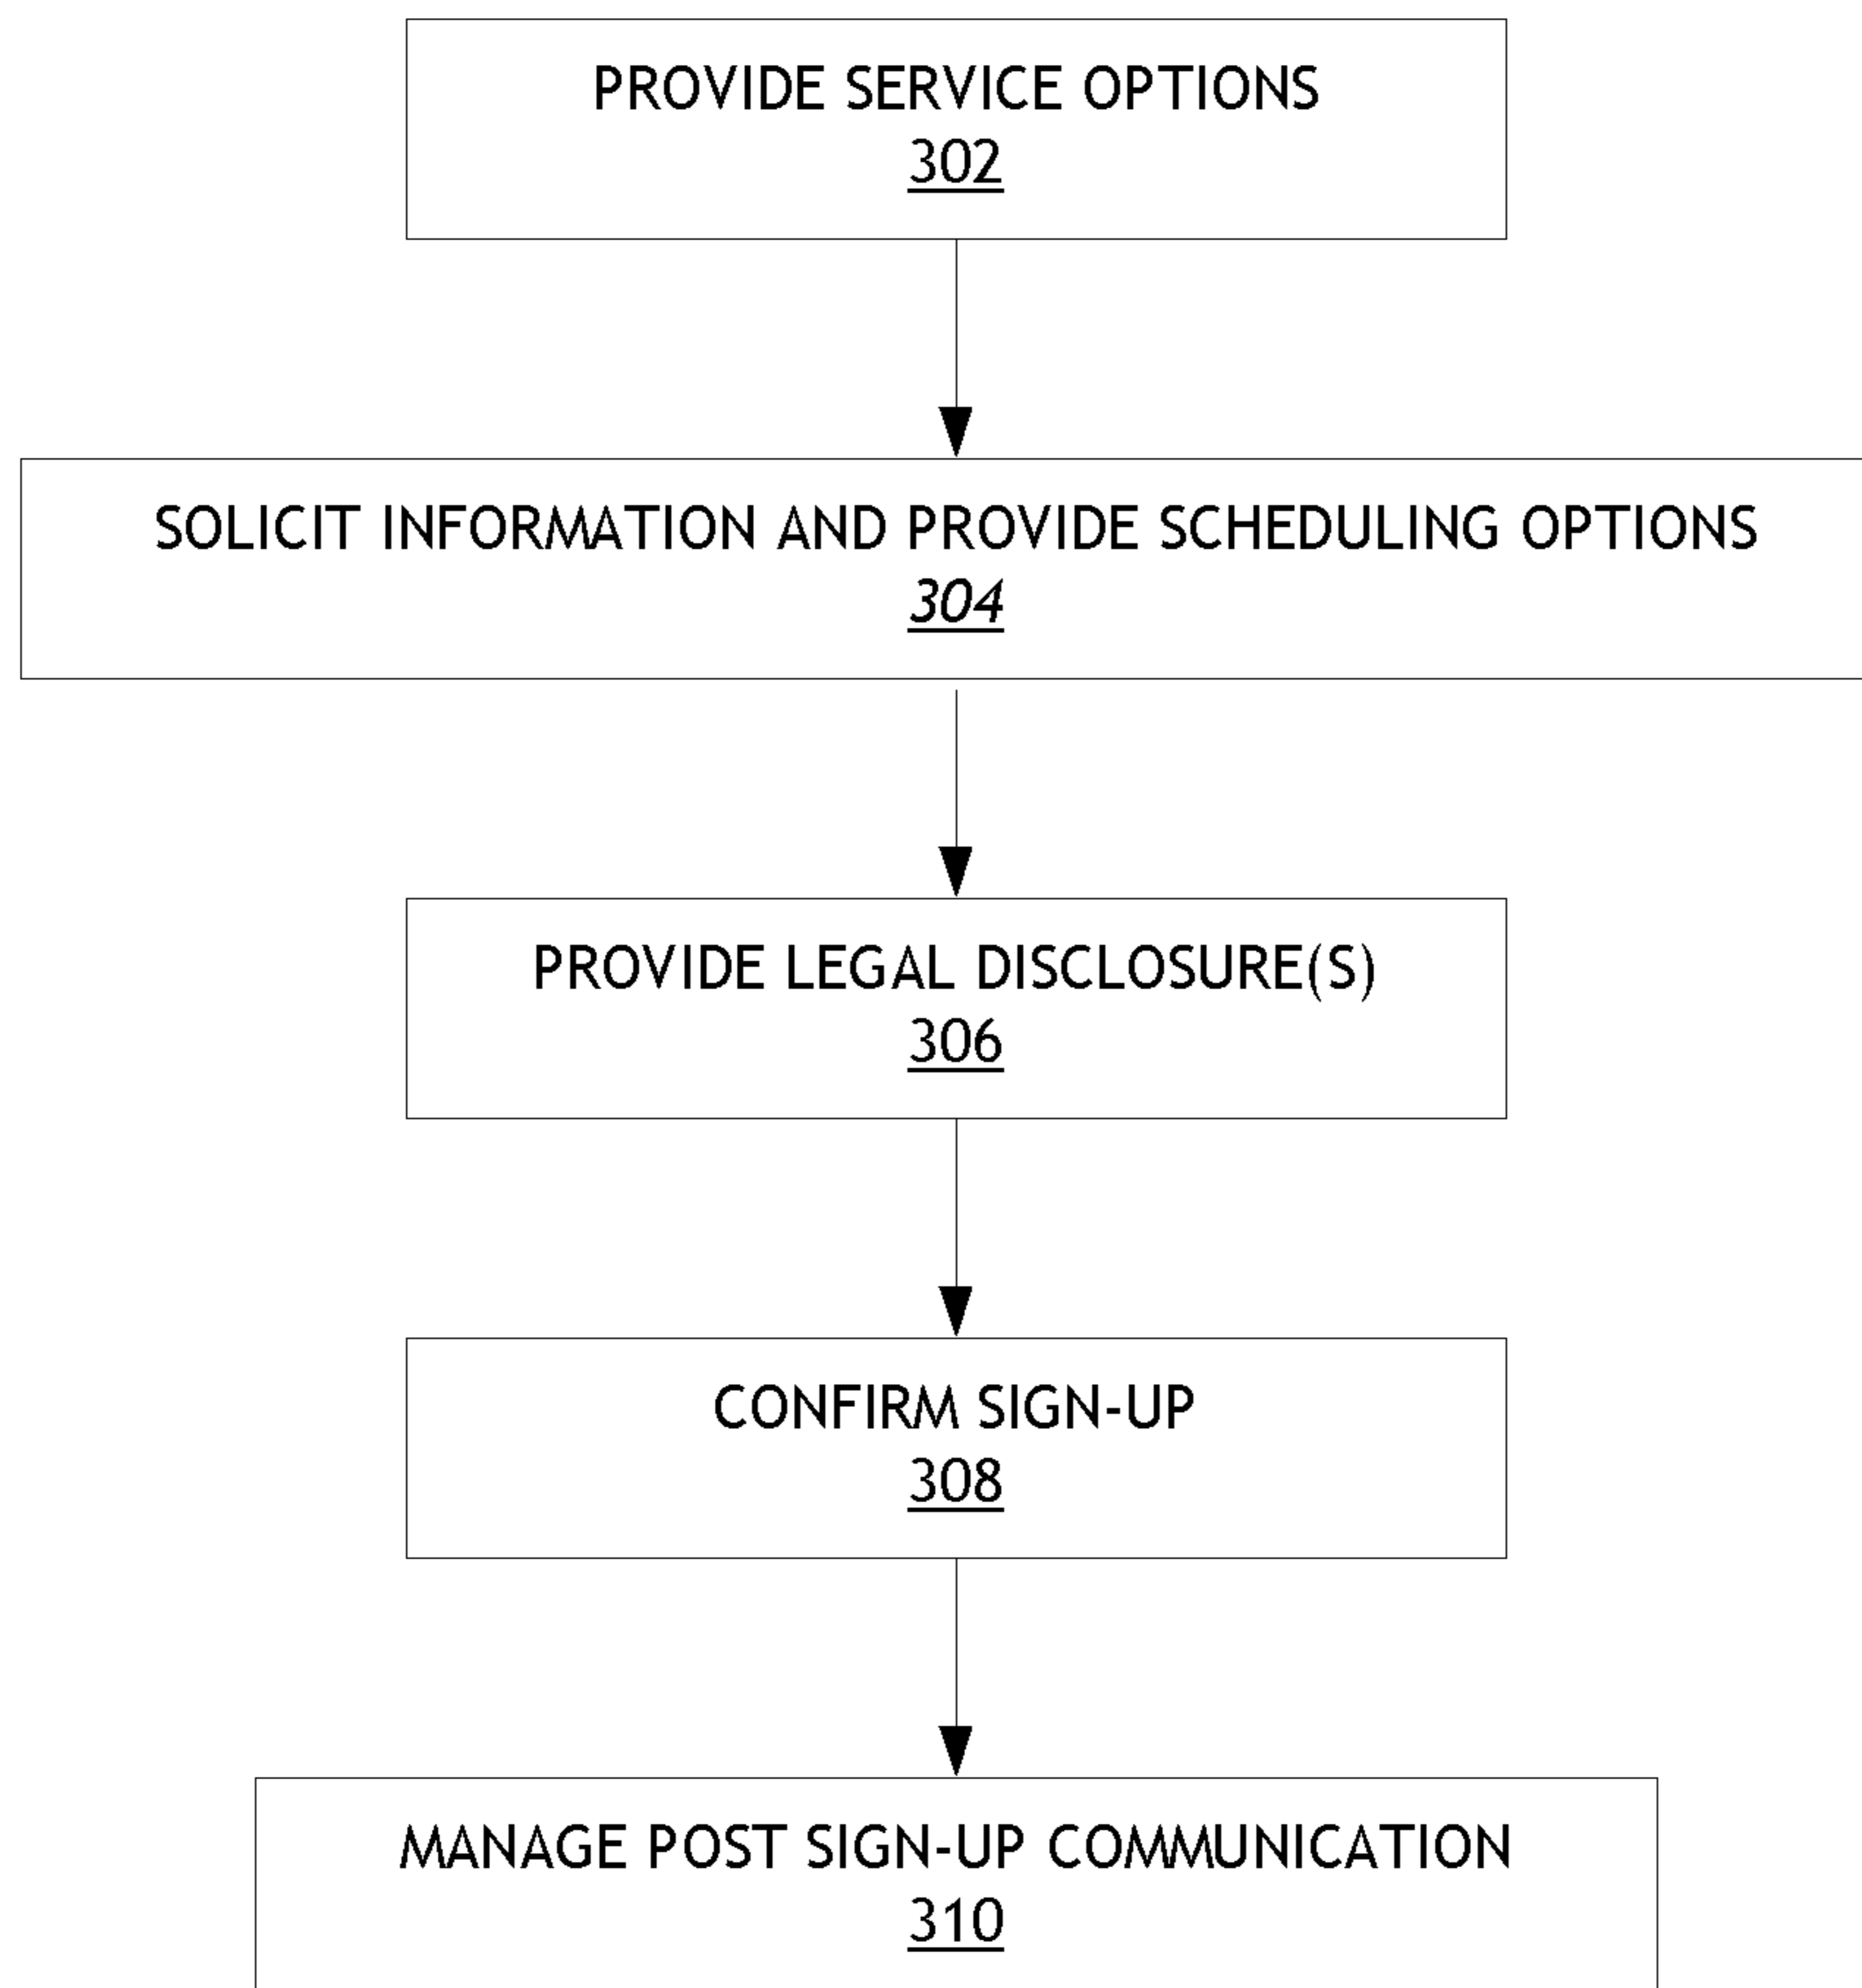 PROVIDE SERVICE OPTIONS
302
SOLICIT INFORMATION AND PROVIDE SCHEDULING OPTIONS
304
PROVIDE LEGAL DISCLOSURE(S)
306
CONFIRM SIGN-UP
308
MANAGE POST SIGN-UP COMMUNICATION
310